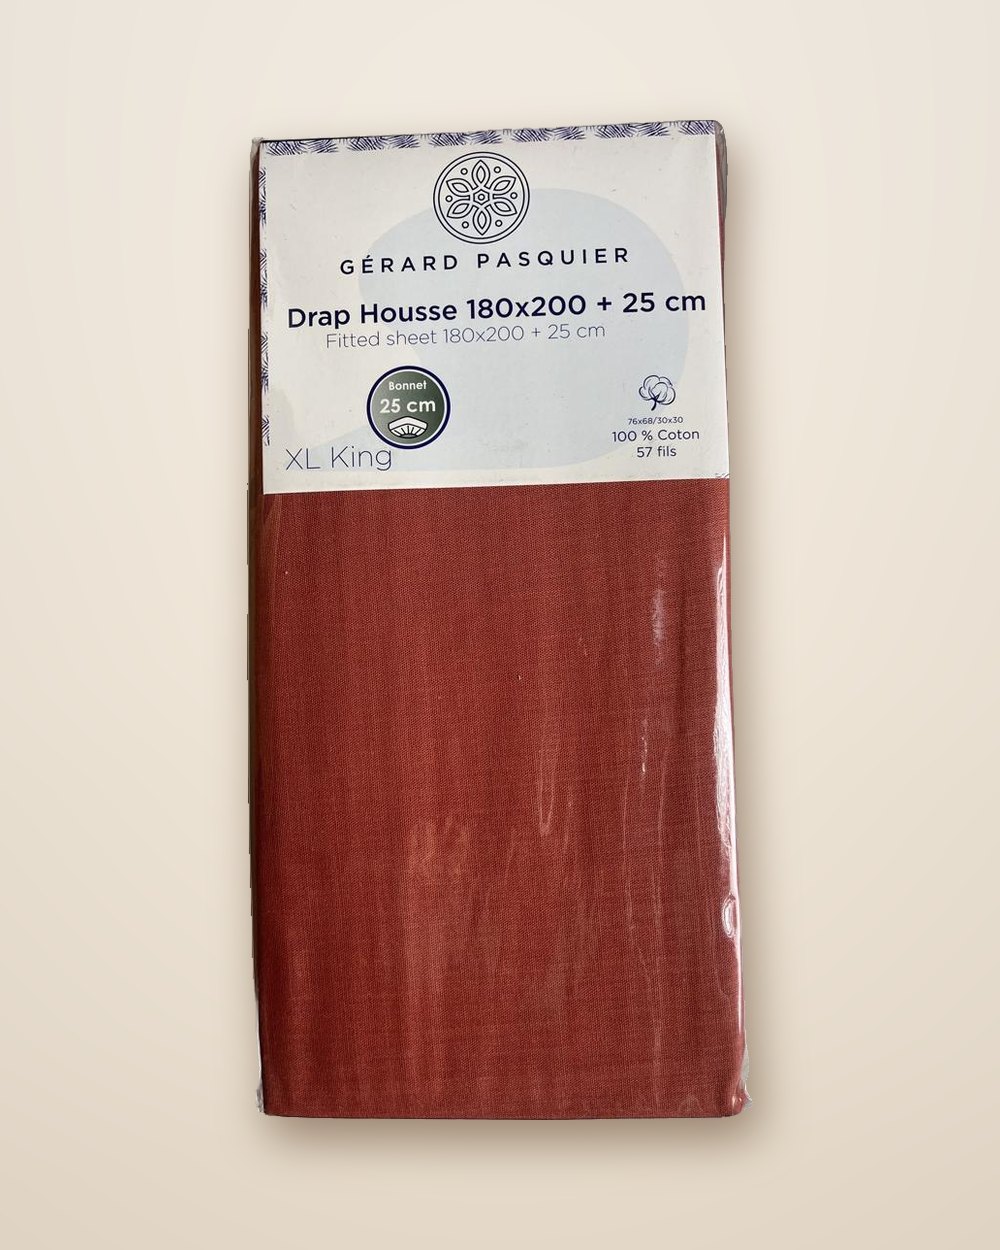 GÉRARD PASQUIER
Drap Housse 180x200 + 25 cm
Fitted sheet 180x200 + 25 cm
Bonnet
25 cm
XL King
76x68/30x30
100 % Coton
57 fils